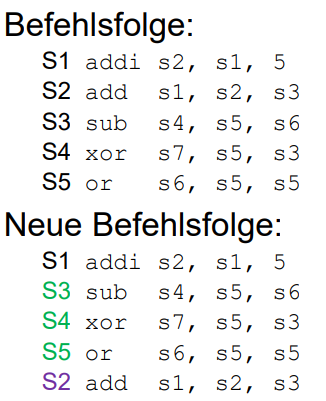 Befehlsfolge:
S1 addi s2, s1, 5
S2 add s1, s2, s3
S3 sub s4, s5, s6
S4 xor s7, s5, s3
S5 or s6, s5, s5
Neue Befehlsfolge:
S1 addi s2, s1, 5
S3 sub s4, s5, s6
S4 xor s7, s5, s3
S5 or s6, s5, s5
S2 add s1, s2, s3